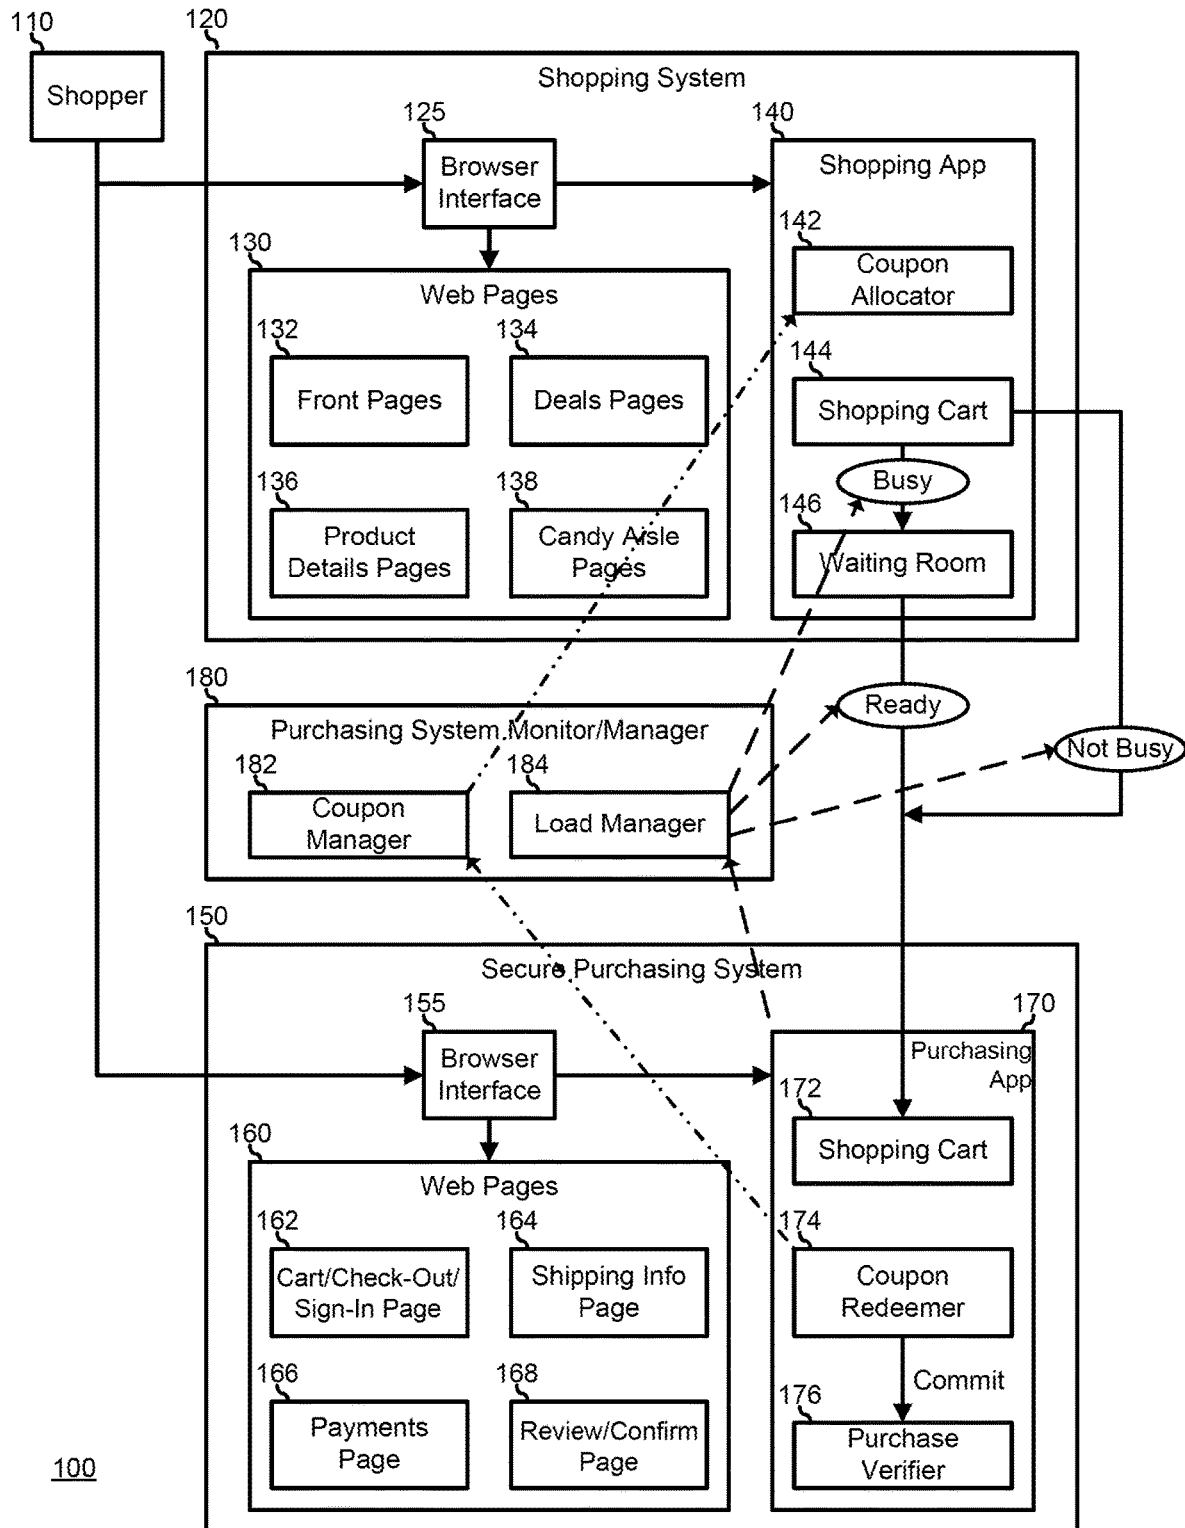 110
Shopper
120
Shopping System
125
Browser
Interface
140
Shopping App
142
Coupon
Allocator
144
Shopping Cart
Busy
146
Waiting Room
130
Web Pages
132
Front Pages
134
Deals Pages
136
Product
Details Pages
138
Candy Aisle
Pages
Ready
Not Busy
180
Purchasing System Monitor/Manager
182
Coupon
Manager
184
Load Manager
150
Secure Purchasing System
155
Browser
Interface
170
Purchasing
App
172
Shopping Cart
174
Coupon
Redeemer
Commit
176
Purchase
Verifier
160
Web Pages
162
Cart/Check-Out/
Sign-In Page
164
Shipping Info
Page
166
Payments
Page
168
Review/Confirm
Page
100